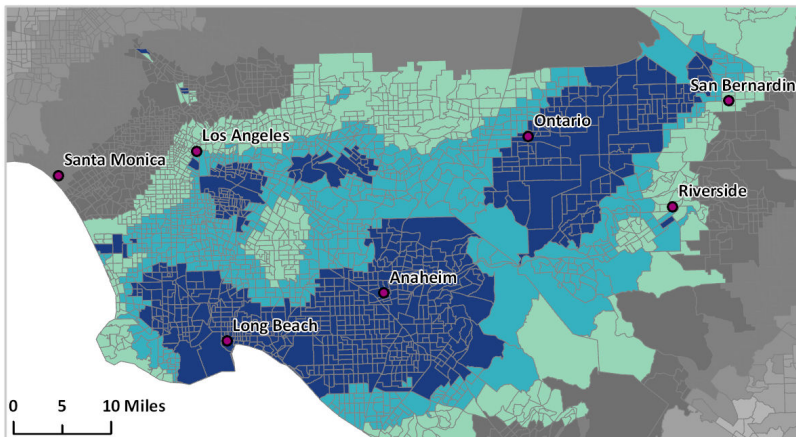 San Bernardin
Ontario
Los Angeles
Santa Monica
Riverside
Anaheim
Long Beach
0 5 10 Miles